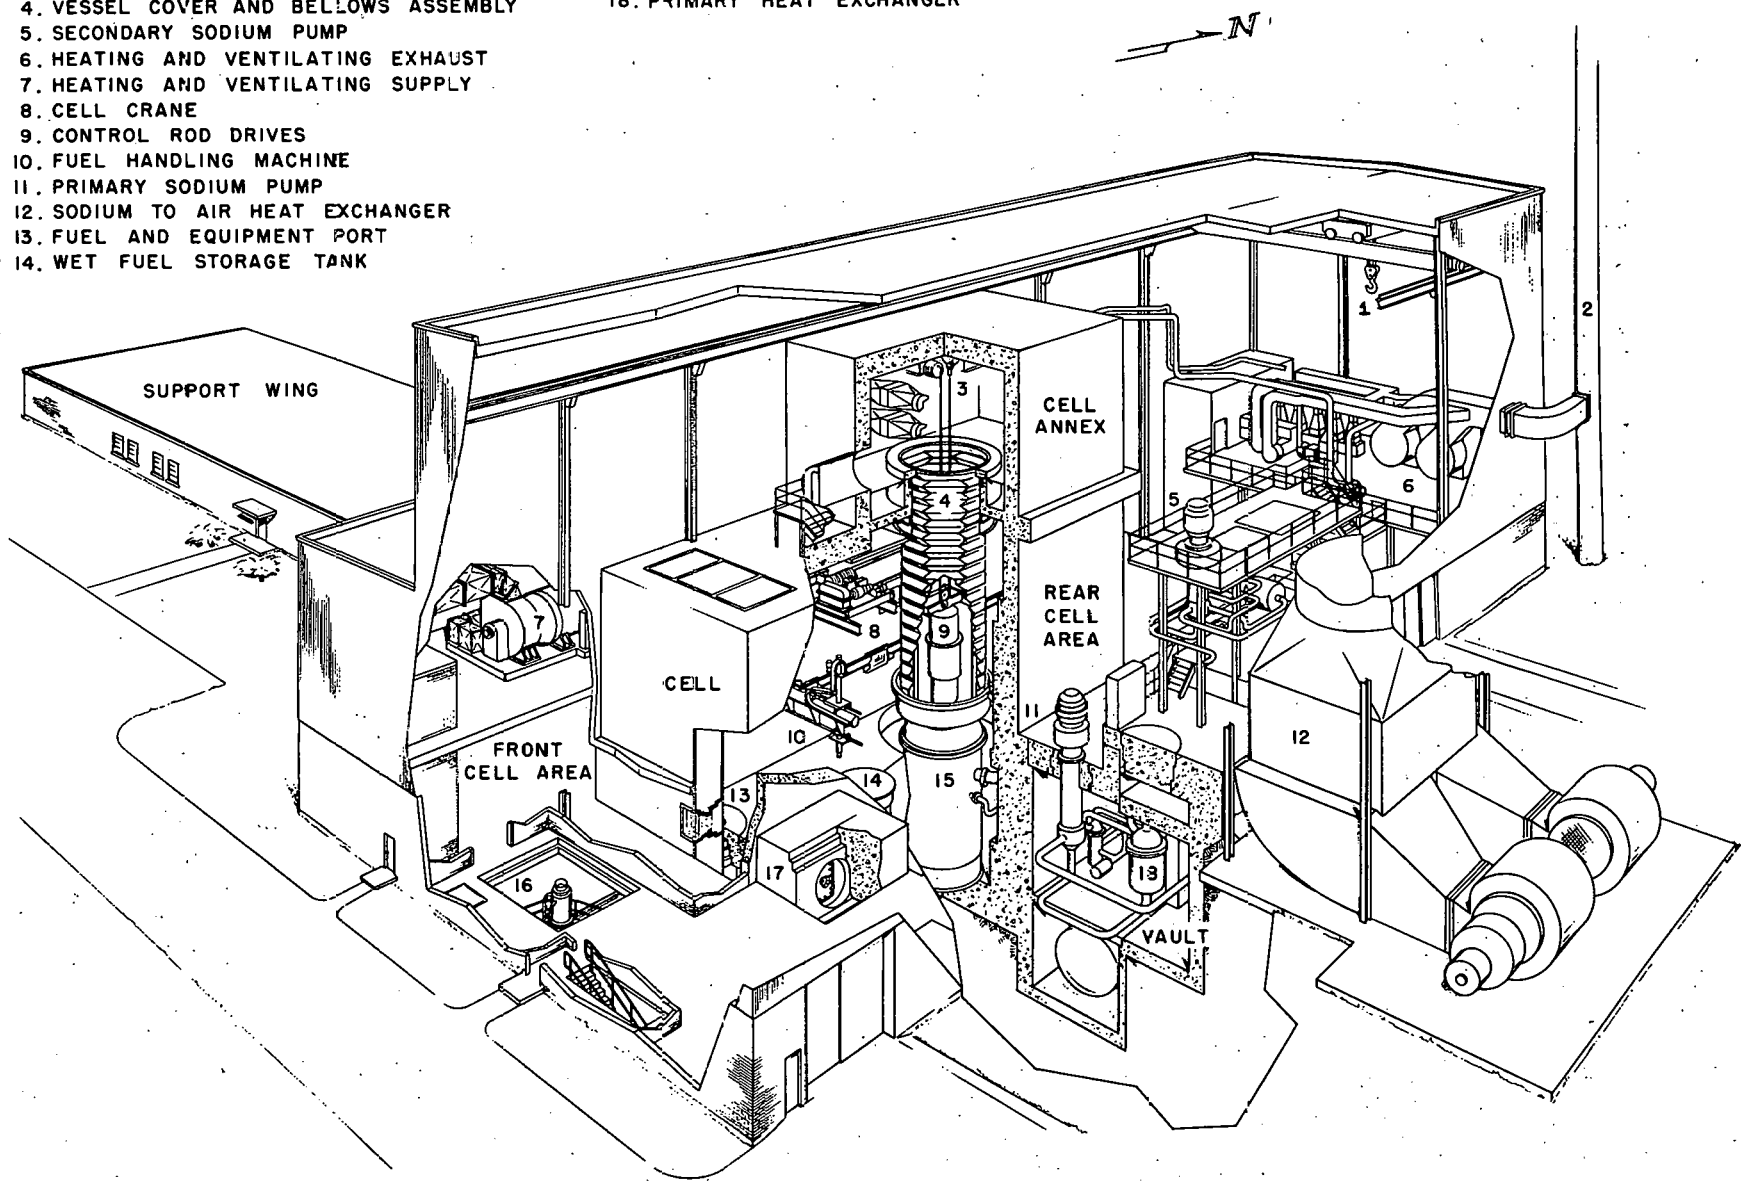 4. VESSEL COVER AND BELLOWS ASSEMBLY
5. SECONDARY SODIUM PUMP
6. HEATING AND VENTILATING EXHAUST
7. HEATING AND VENTILATING SUPPLY
8. CELL CRANE
9. CONTROL ROD DRIVES
10. FUEL HANDLING MACHINE
11. PRIMARY SODIUM PUMP
12. SODIUM TO AIR HEAT EXCHANGER
13. FUEL AND EQUIPMENT PORT
14. WET FUEL STORAGE TANK
18. PRIMARY HEAT EXCHANGER
N
1
2
SUPPORT WING
3
CELL
ANNEX
4
5
6
7
8
9
REAR
CELL
AREA
CELL
10
11
12
FRONT
CELL AREA
13
14
15
16
17
18
VAULT